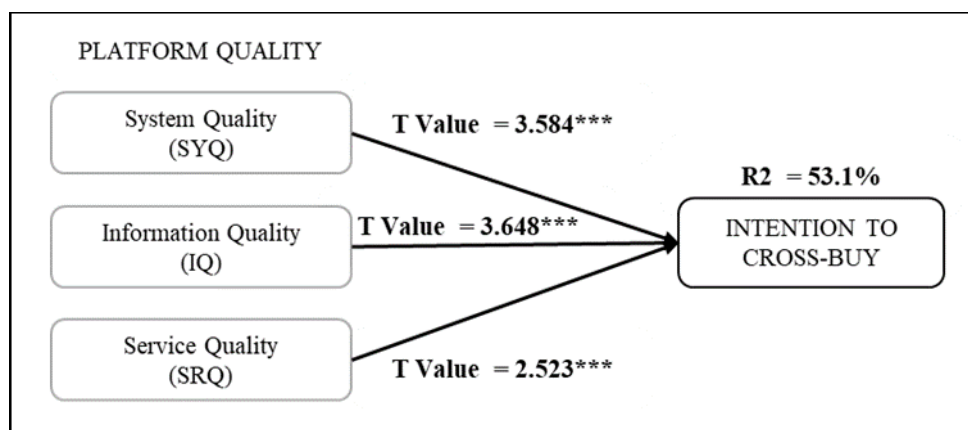 PLATFORM QUALITY
System Quality
(SYQ)
T Value = 3.584***
R2 = 53.1%
Information Quality
(IQ)
T Value = 3.648***
INTENTION TO
CROSS-BUY
Service Quality
(SRQ)
T Value = 2.523***